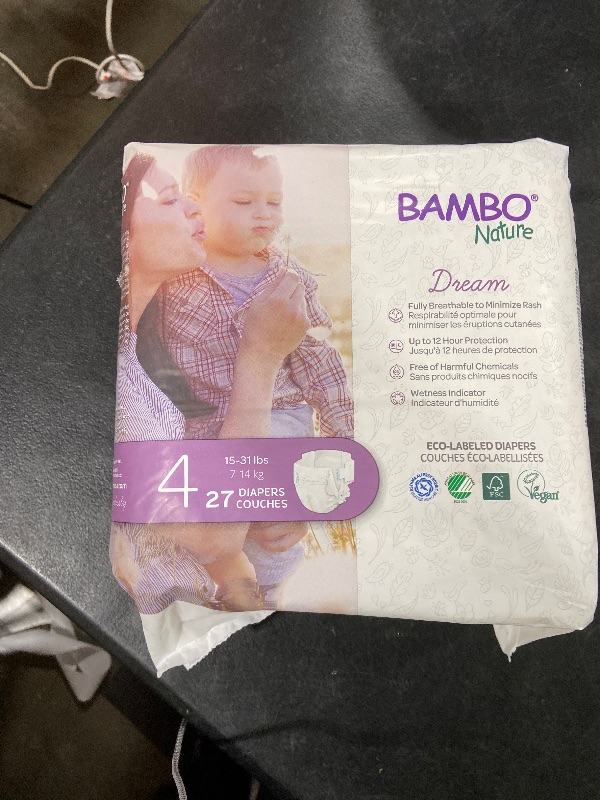 BAMBO®
Nature
Dream
Fully Breathable to Minimize Rash
Respirabilité optimale pour
minimiser les éruptions cutanées
Up to 12 Hour Protection
Jusqu'à 12 heures de protection
Free of Harmful Chemicals
Sans produits chimiques nocifs
Wetness Indicator
Indicateur d'humidité
ECO-LABELED DIAPERS
COUCHES ÉCO-LABELLISÉES
FSC
Vegan
4
15-31 lbs
7-14 kg
27 DIAPERS
COUCHES